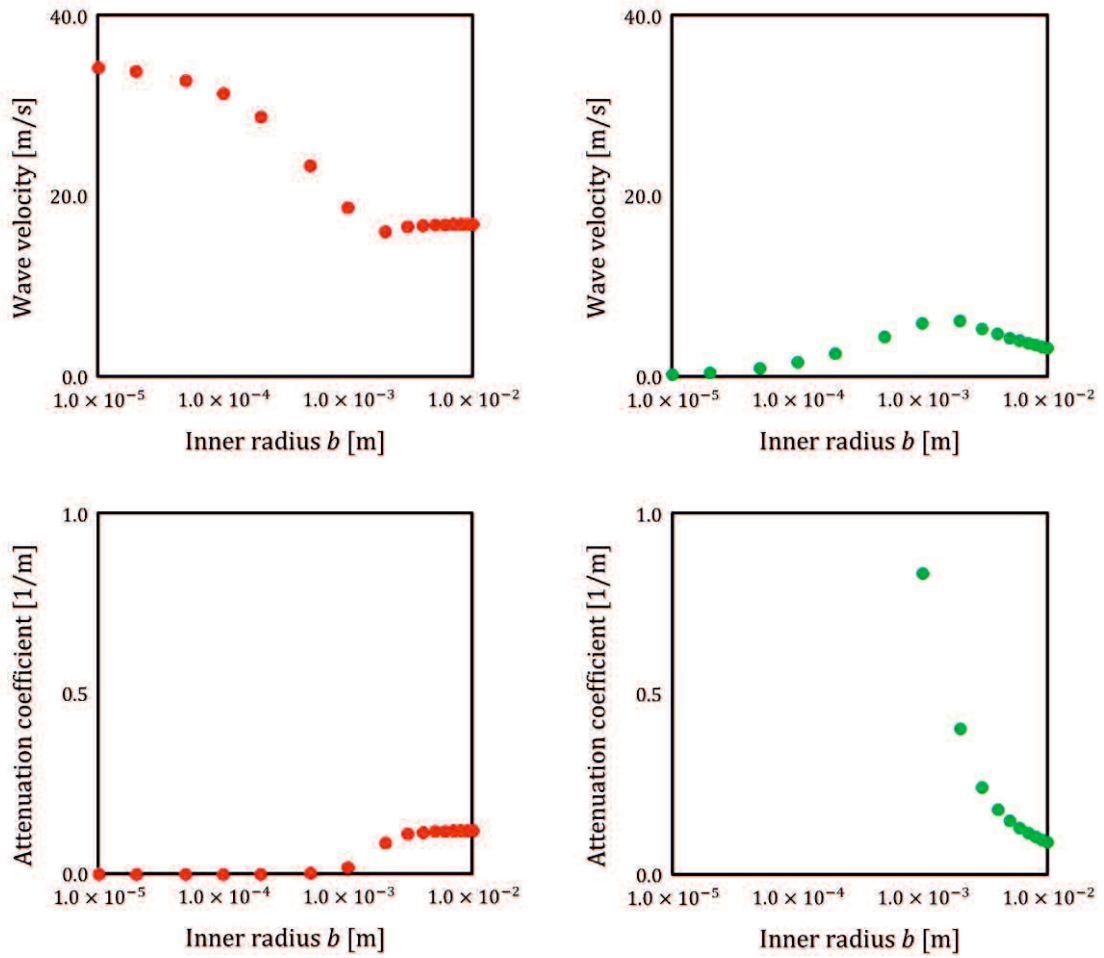 40.0
20.0
0.0
Wave velocity [m/s]
1.0 × 10⁻⁵
1.0 × 10⁻⁴
1.0 × 10⁻³
1.0 × 10⁻²
Inner radius b [m]
40.0
20.0
0.0
Wave velocity [m/s]
1.0 × 10⁻⁵
1.0 × 10⁻⁴
1.0 × 10⁻³
1.0 × 10⁻²
Inner radius b [m]
1.0
0.5
0.0
Attenuation coefficient [1/m]
1.0 × 10⁻⁵
1.0 × 10⁻⁴
1.0 × 10⁻³
1.0 × 10⁻²
Inner radius b [m]
1.0
0.5
0.0
Attenuation coefficient [1/m]
1.0 × 10⁻⁵
1.0 × 10⁻⁴
1.0 × 10⁻³
1.0 × 10⁻²
Inner radius b [m]